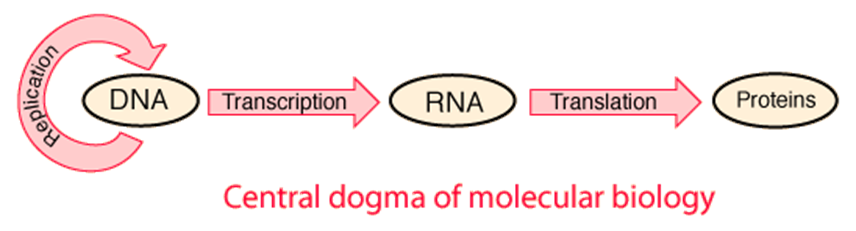 Replication
DNA Transcription RNA Translation Proteins
Central dogma of molecular biology